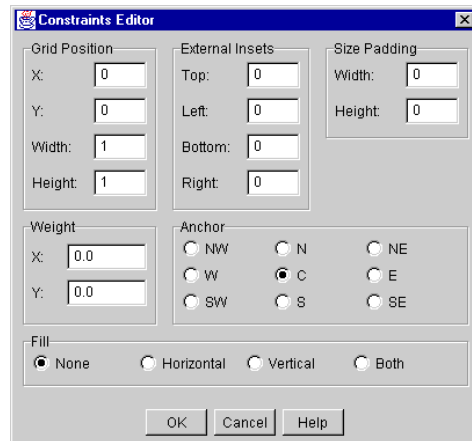 Constraints Editor
Grid Position
X: 0
Y: 0
Width: 1
Height: 1
External Insets
Top: 0
Left: 0
Bottom: 0
Right: 0
Size Padding
Width: 0
Height: 0
Weight
X: 0.0
Y: 0.0
Anchor
NW N NE
W C E
SW S SE
Fill
None Horizontal Vertical Both
OK Cancel Help